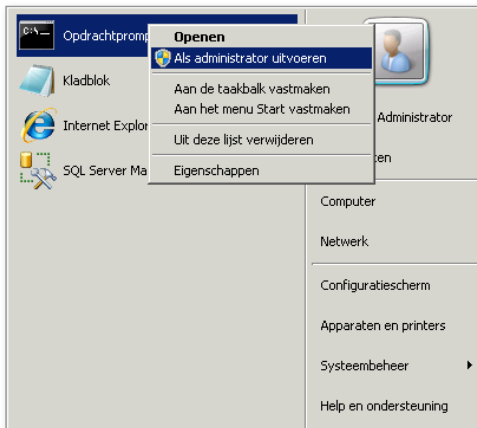 Opdrachtpromp
Openen
Als administrator uitvoeren
Aan de taakbalk vastmaken
Aan het menu Start vastmaken
Uit deze lijst verwijderen
Eigenschappen
Kladblok
Internet Explor
SQL Server Ma
Administrator
ten
Computer
Netwerk
Configuratiescherm
Apparaten en printers
Systeembeheer
Help en ondersteuning